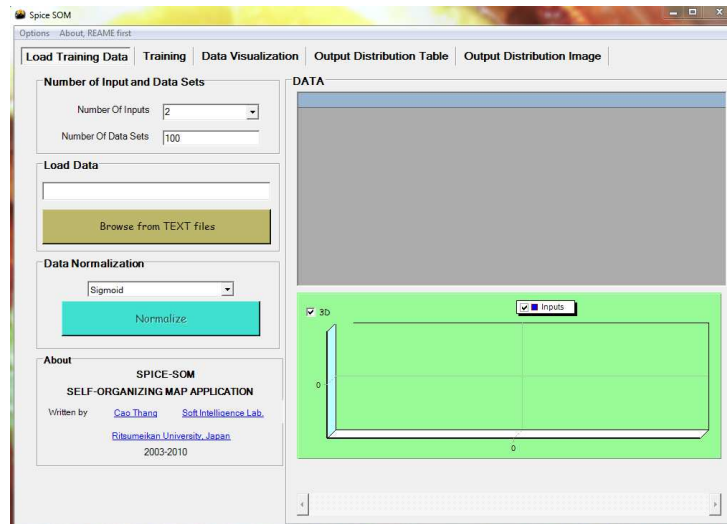 Spice SOM
Options About, REAME first
Load Training Data Training Data Visualization Output Distribution Table Output Distribution Image
Number of Input and Data Sets
Number Of Inputs 2
Number Of Data Sets 100
Load Data
Browse from TEXT files
Data Normalization
Sigmoid
Normalize
About
SPICE-SOM
SELF-ORGANIZING MAP APPLICATION
Written by Cao Thang Soft Intelligence Lab.
Ritsumeikan University, Japan
2003-2010
DATA
3D
Inputs
0
0